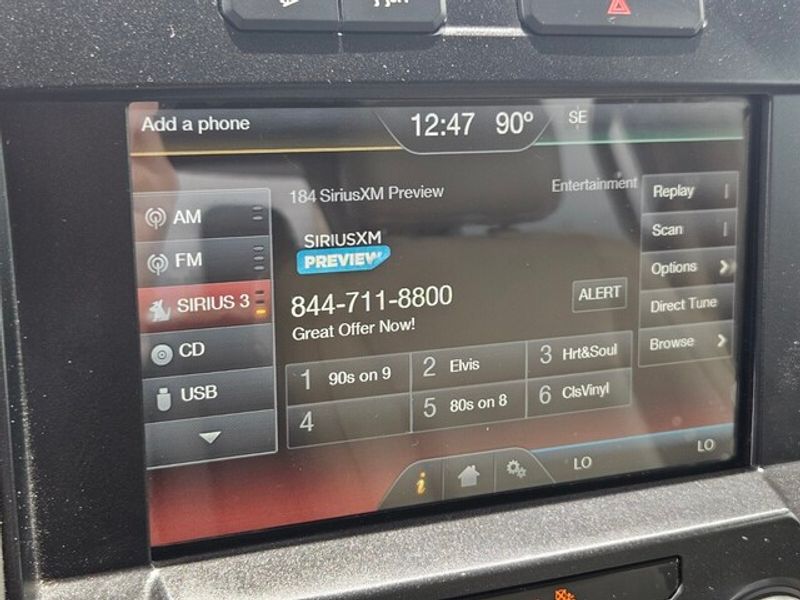 Add a phone
12:47 90°
SE
184 SiriusXM Preview
Entertainment
AM
FM
SIRIUS 3
CD
USB
SIRIUSXM
PREVIEW
844-711-8800
Great Offer Now!
ALERT
1 90s on 9
2 Elvis
3 Hrt&Soul
4
5 80s on 8
6 ClsVinyl
Replay
Scan
Options
Direct Tune
Browse
i
LO
LO